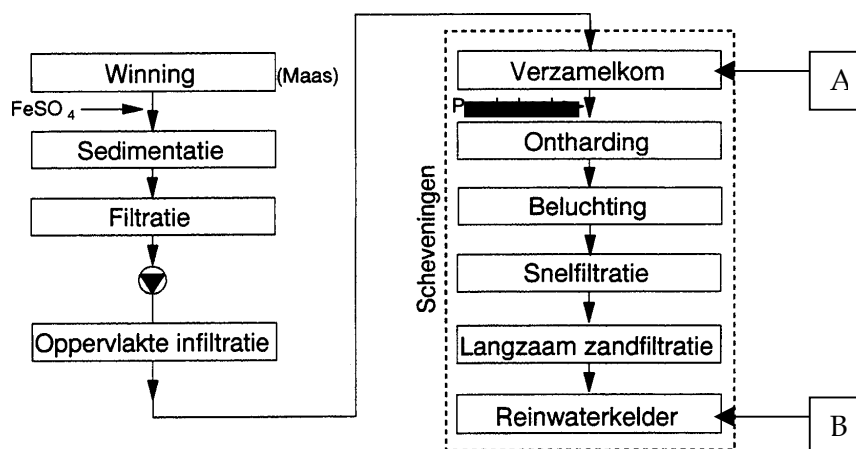 Winning (Maas)
FeSO4
Sedimentatie
Filtratie
Oppervlakte infiltratie
Scheveningen
Verzamelkom
Ontharding
Beluchting
Snelfiltratie
Langzaam zandfiltratie
Reinwaterkelder
A
B